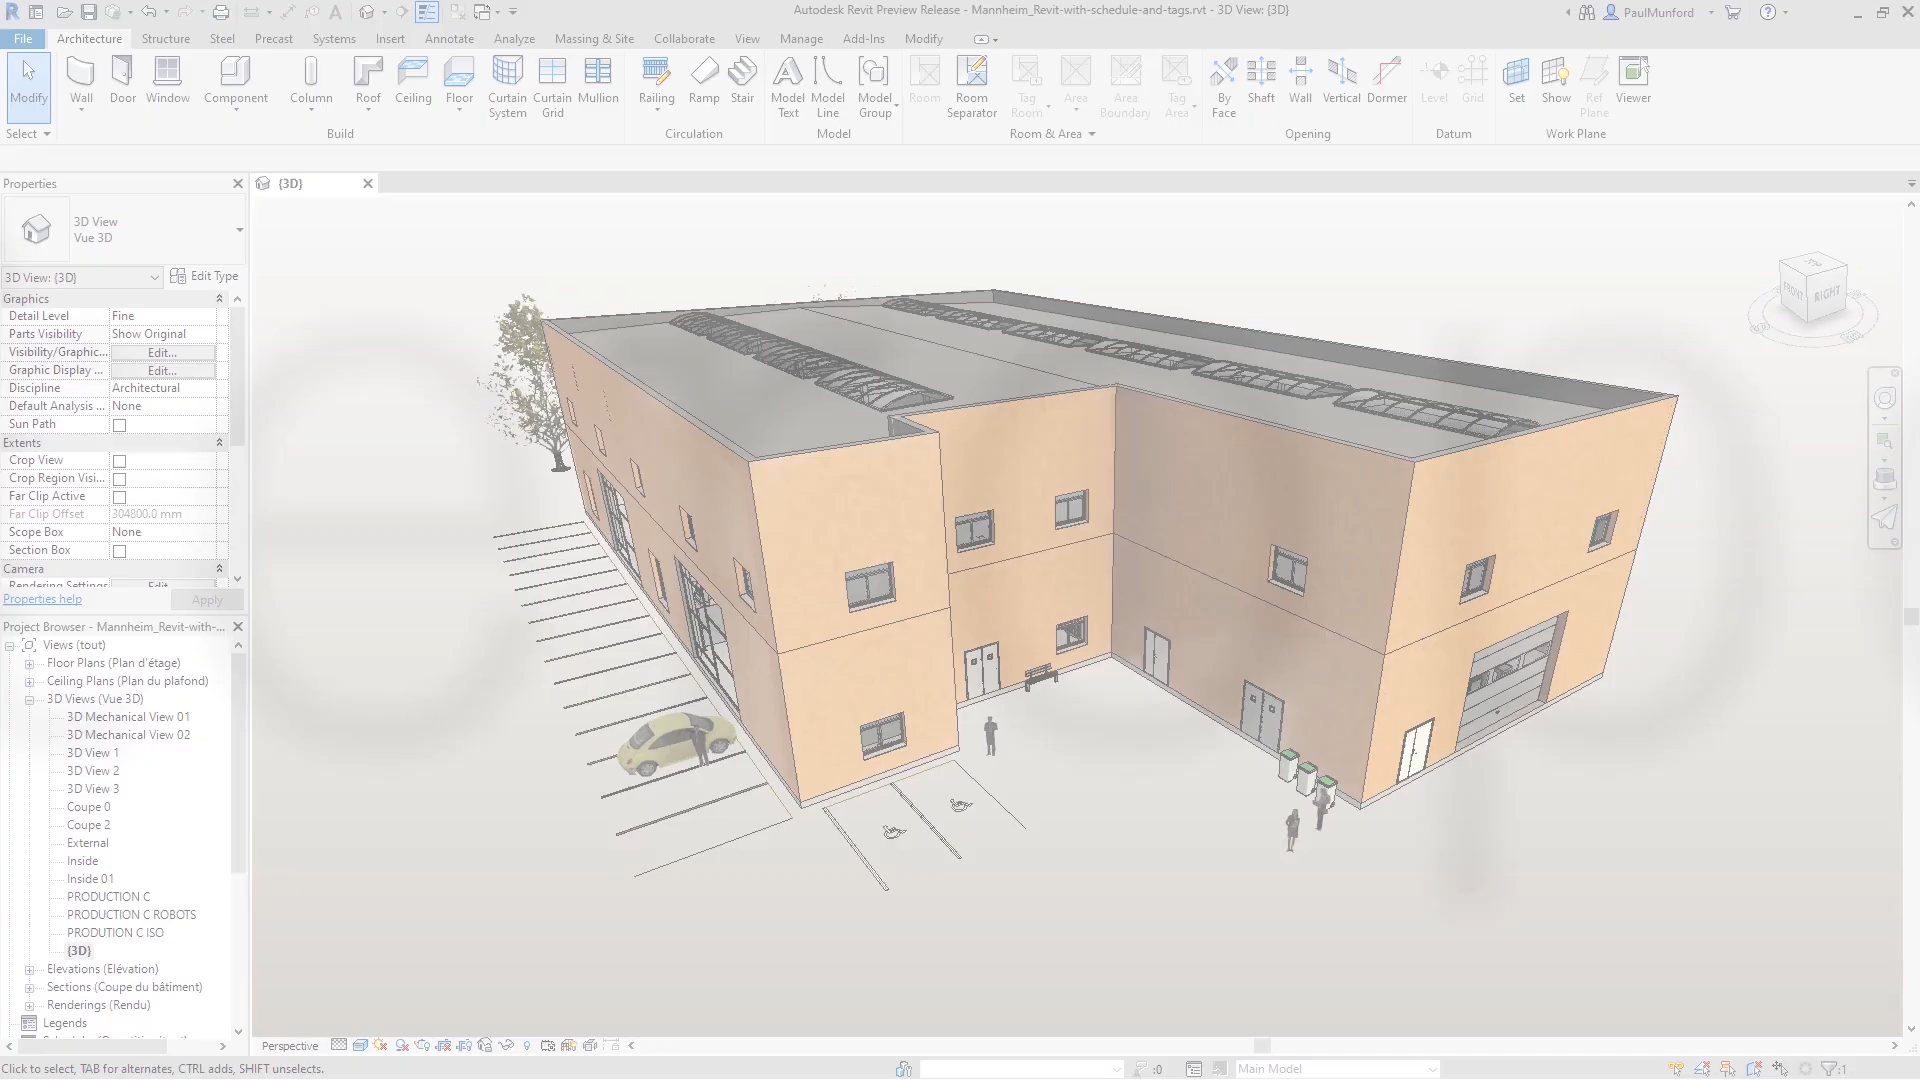 Autodesk Revit Preview Release - Mannheim_Revit-with-schedule-and-tags.rvt - 3D View: {3D}
PaulMunford
File
Architecture
Structure
Steel
Precast
Systems
Insert
Annotate
Analyze
Massing & Site
Collaborate
View
Manage
Add-Ins
Modify
Modify
Wall
Door
Window
Component
Column
Roof
Ceiling
Floor
Curtain System
Curtain Grid
Mullion
Railing
Ramp
Stair
Model Text
Model Line
Model Group
Room
Room Separator
Tag Room
Area
Area Boundary
Tag Area
By Face
Shaft
Wall
Vertical
Dormer
Level
Grid
Set
Show
Ref Plane
Viewer
Select
Build
Circulation
Model
Room & Area
Opening
Datum
Work Plane
Properties
{3D}
3D View
Vue 3D
3D View: {3D}
Edit Type
Graphics
Detail Level Fine
Parts Visibility Show Original
Visibility/Graphic... Edit...
Graphic Display ... Edit...
Discipline Architectural
Default Analysis ... None
Sun Path
Extents
Crop View
Crop Region Visi...
Far Clip Active
Far Clip Offset 304800.0 mm
Scope Box None
Section Box
Camera
Rendering Settings Edit...
Properties help
Apply
Project Browser - Mannheim_Revit-with-...
Views (tout)
Floor Plans (Plan d'étage)
Ceiling Plans (Plan du plafond)
3D Views (Vue 3D)
3D Mechanical View 01
3D Mechanical View 02
3D View 1
3D View 2
3D View 3
Coupe 0
Coupe 2
External
Inside
Inside 01
PRODUCTION C
PRODUCTION C ROBOTS
PRODUTION C ISO
{3D}
Elevations (Elévation)
Sections (Coupe du bâtiment)
Renderings (Rendu)
Legends
FRONT
RIGHT
Perspective
Click to select, TAB for alternates, CTRL adds, SHIFT unselects.
:0
Main Model
:1